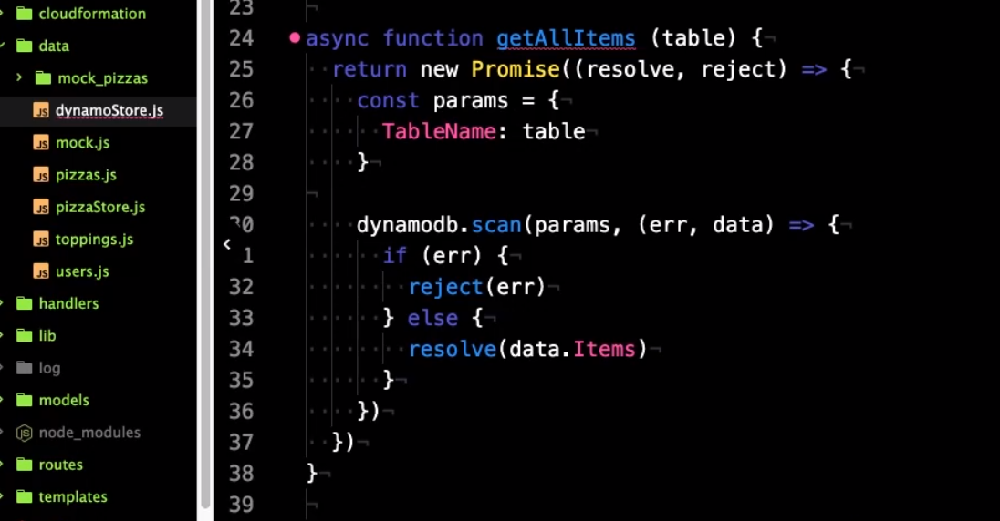 cloudformation
data
mock_pizzas
dynamoStore.js
mock.js
pizzas.js
pizzaStore.js
toppings.js
users.js
handlers
lib
log
models
node_modules
routes
templates
23
24 async function getAllItems (table) {
25 return new Promise((resolve, reject) => {
26 const params = {
27 TableName: table
28 }
29
30 dynamodb.scan(params, (err, data) => {
1 if (err) {
32 reject(err)
33 } else {
34 resolve(data.Items)
35 }
36 })
37 })
38 }
39